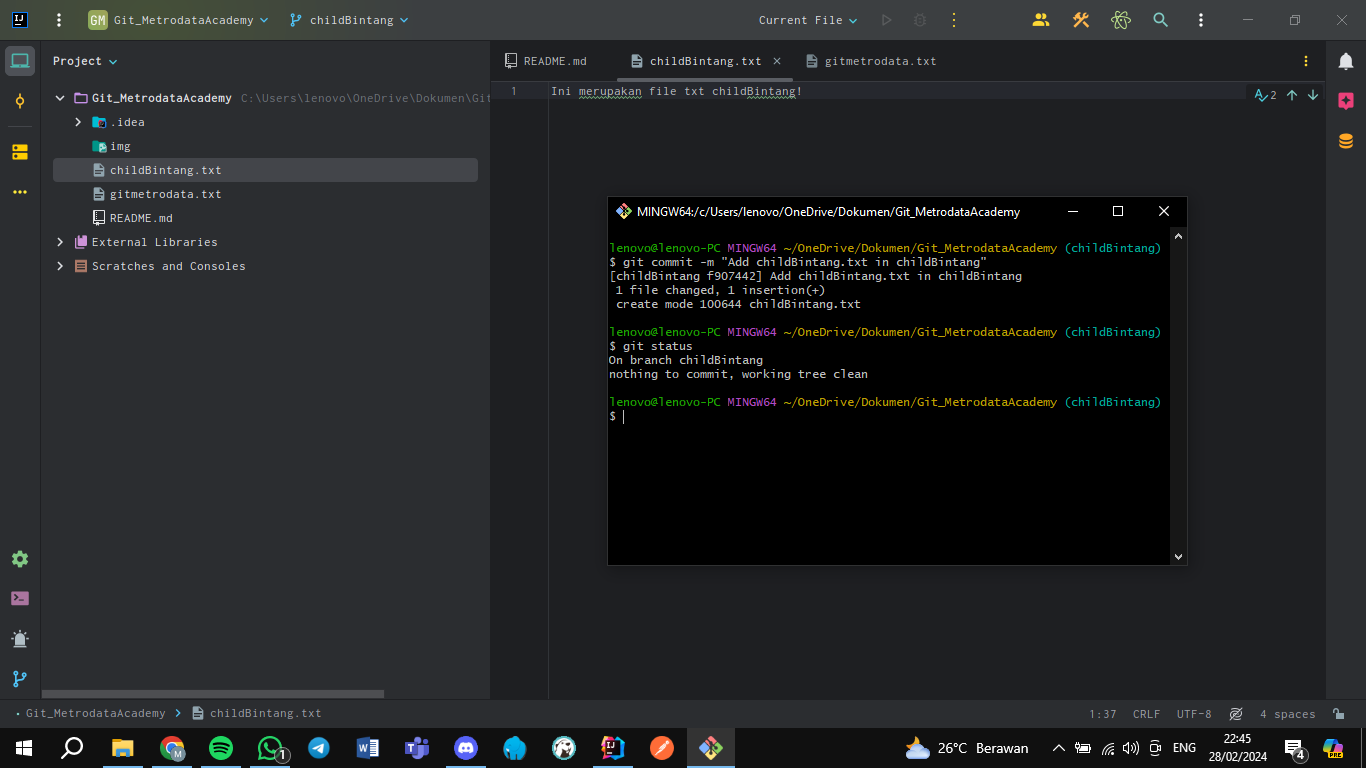 GM Git_MetrodataAcademy childBintang Current File
Project
README.md childBintang.txt gitmetrodata.txt
Git_MetrodataAcademy C:\Users\lenovo\OneDrive\Dokumen\Git
.idea
img
childBintang.txt
gitmetrodata.txt
README.md
External Libraries
Scratches and Consoles
1 Ini merupakan file txt childBintang!
2
MINGW64:/c/Users/lenovo/OneDrive/Dokumen/Git_MetrodataAcademy
lenovo@lenovo-PC MINGW64 ~/OneDrive/Dokumen/Git_MetrodataAcademy (childBintang)
$ git commit -m "Add childBintang.txt in childBintang"
[childBintang f907442] Add childBintang.txt in childBintang
1 file changed, 1 insertion(+)
create mode 100644 childBintang.txt
lenovo@lenovo-PC MINGW64 ~/OneDrive/Dokumen/Git_MetrodataAcademy (childBintang)
$ git status
On branch childBintang
nothing to commit, working tree clean
lenovo@lenovo-PC MINGW64 ~/OneDrive/Dokumen/Git_MetrodataAcademy (childBintang)
$
Git_MetrodataAcademy childBintang.txt
1:37 CRLF UTF-8 4 spaces
26°C Berawan ENG
22:45
28/02/2024